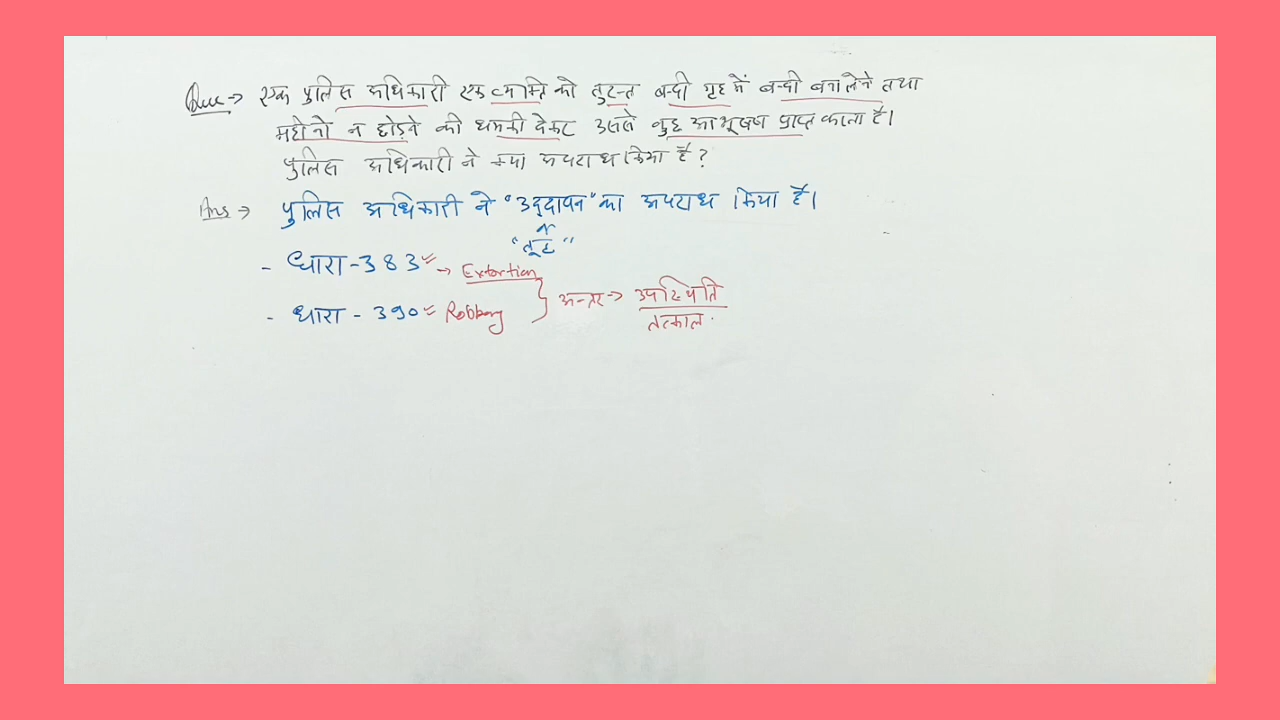 Que → एक पुलिस अधिकारी एक व्यक्ति को तुरन्त बन्दी गृह में बन्दी बना लेने तथा
महीनों न छोड़ने की धमकी देकर उससे कुछ आभूषण प्राप्त करता है।
पुलिस अधिकारी ने क्या अपराध किया है?
Ans → पुलिस अधिकारी ने "उद्दापन" का अपराध किया है।
"लूट"
- धारा - 383 → Extortion
- धारा - 390 Robbery } अन्तर → उपस्थिति
तत्काल